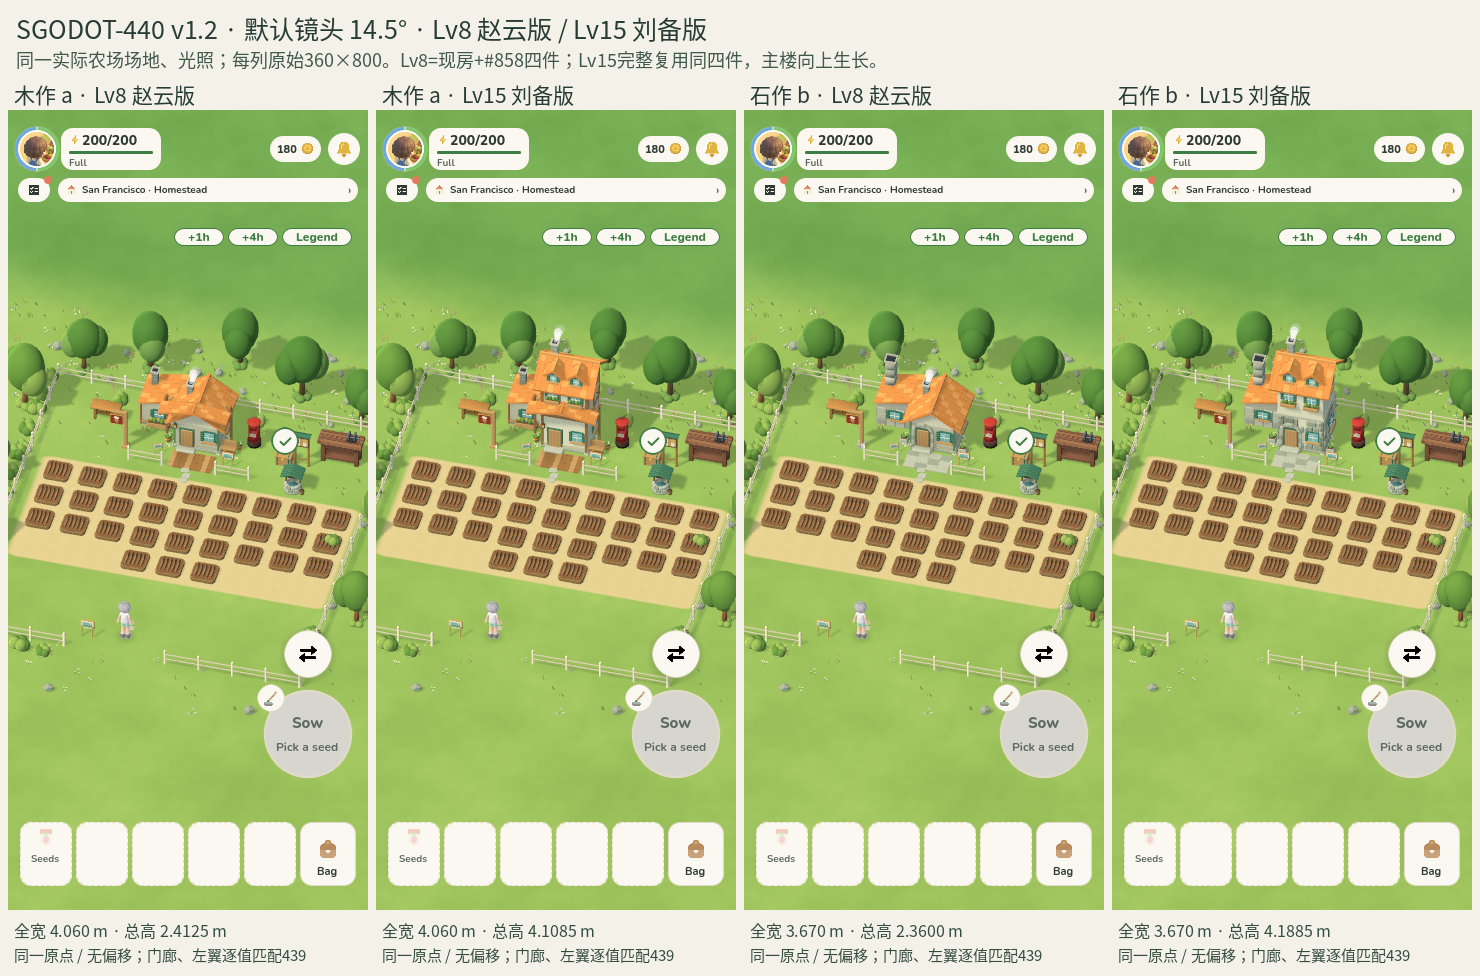 SGODOT-440 v1.2 · 默认镜头 14.5° · Lv8 赵云版 / Lv15 刘备版
同一实际农场场地、光照；每列原始360×800。Lv8=现房+#858四件；Lv15完整复用同四件，主楼向上生长。
木作 a · Lv8 赵云版
200/200
Full
180
San Francisco · Homestead
+1h
+4h
Legend
Sow
Pick a seed
Seeds
Bag
全宽 4.060 m · 总高 2.4125 m
同一原点 / 无偏移；门廊、左翼逐值匹配439
木作 a · Lv15 刘备版
200/200
Full
180
San Francisco · Homestead
+1h
+4h
Legend
Sow
Pick a seed
Seeds
Bag
全宽 4.060 m · 总高 4.1085 m
同一原点 / 无偏移；门廊、左翼逐值匹配439
石作 b · Lv8 赵云版
200/200
Full
180
San Francisco · Homestead
+1h
+4h
Legend
Sow
Pick a seed
Seeds
Bag
全宽 3.670 m · 总高 2.3600 m
同一原点 / 无偏移；门廊、左翼逐值匹配439
石作 b · Lv15 刘备版
200/200
Full
180
San Francisco · Homestead
+1h
+4h
Legend
Sow
Pick a seed
Seeds
Bag
全宽 3.670 m · 总高 4.1885 m
同一原点 / 无偏移；门廊、左翼逐值匹配439